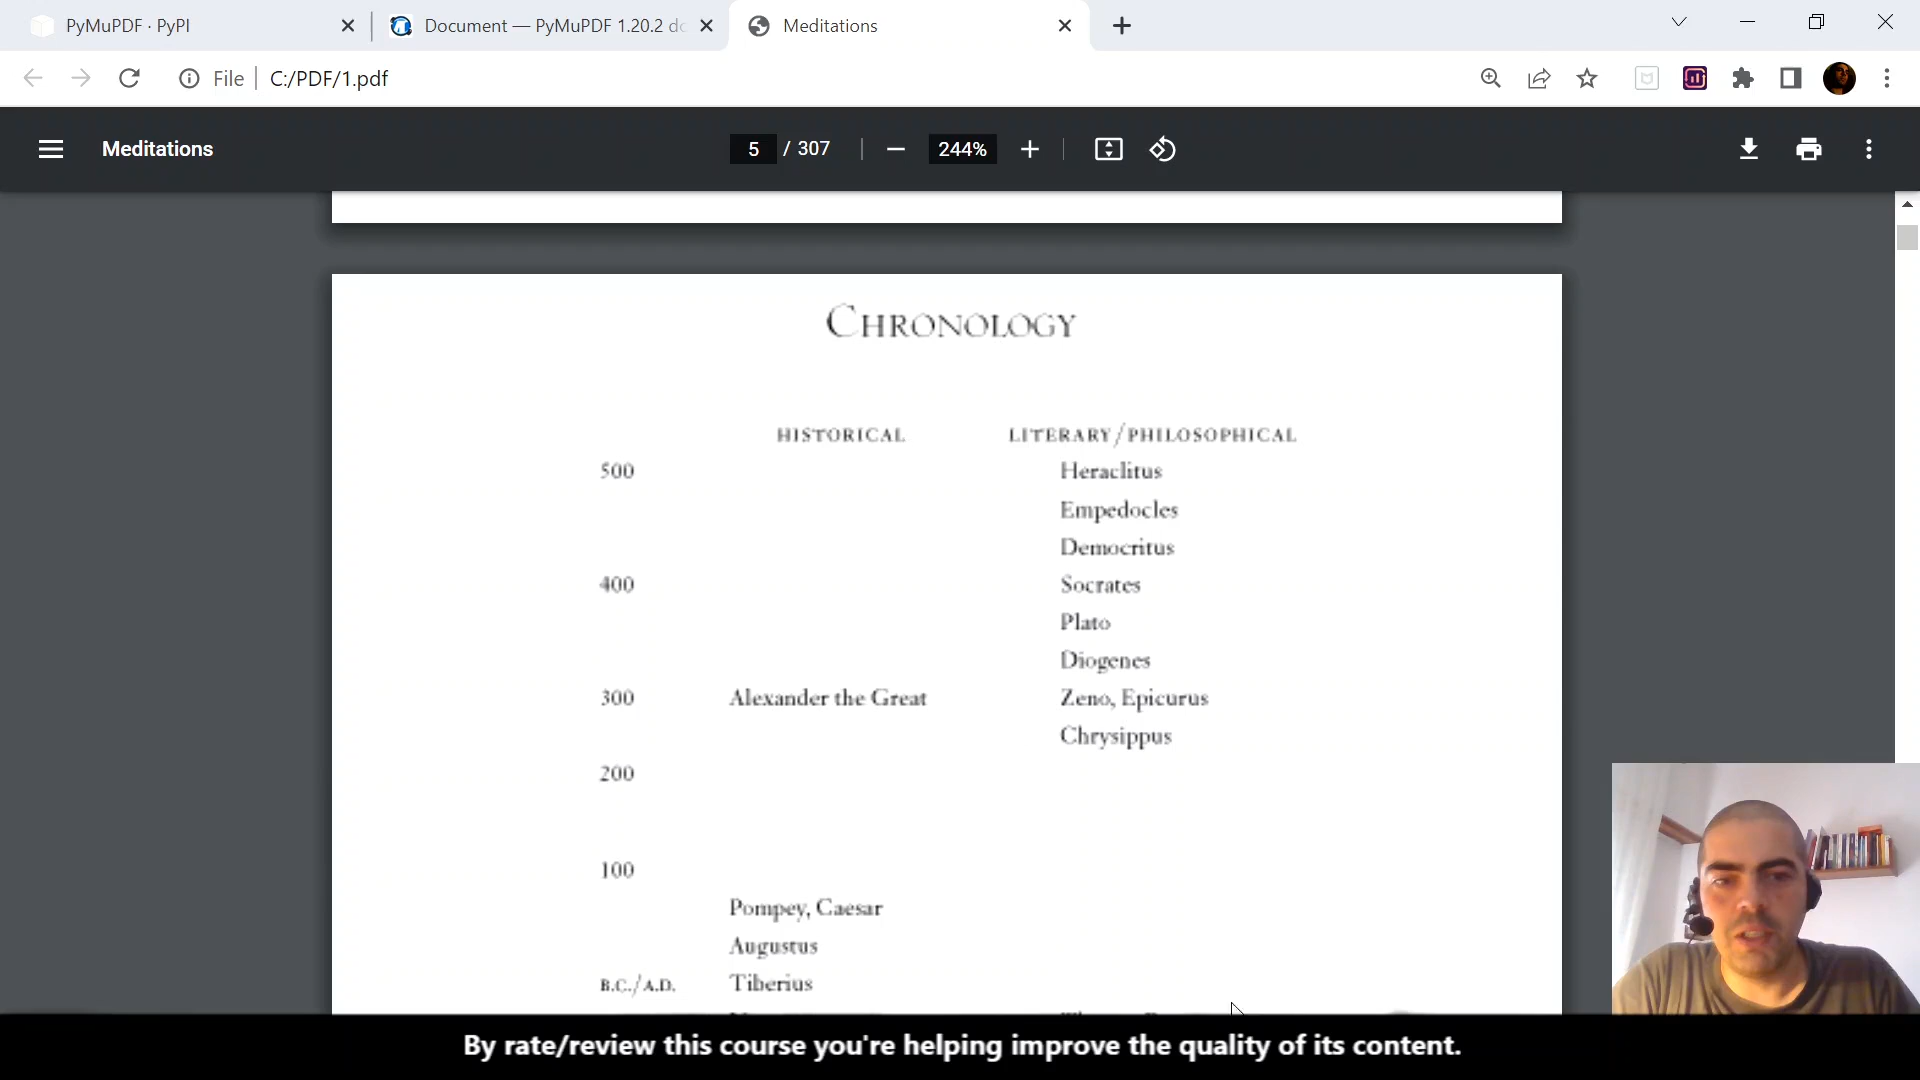 PyMuPDF · PyPI
Document — PyMuPDF 1.20.2 dc
Meditations
File
C:/PDF/1.pdf
Meditations
5 / 307
244%
CHRONOLOGY
HISTORICAL LITERARY/PHILOSOPHICAL
500 Heraclitus
Empedocles
Democritus
400 Socrates
Plato
Diogenes
300 Alexander the Great Zeno, Epicurus
Chrysippus
200
100
Pompey, Caesar
Augustus
B.C./A.D. Tiberius
By rate/review this course you're helping improve the quality of its content.